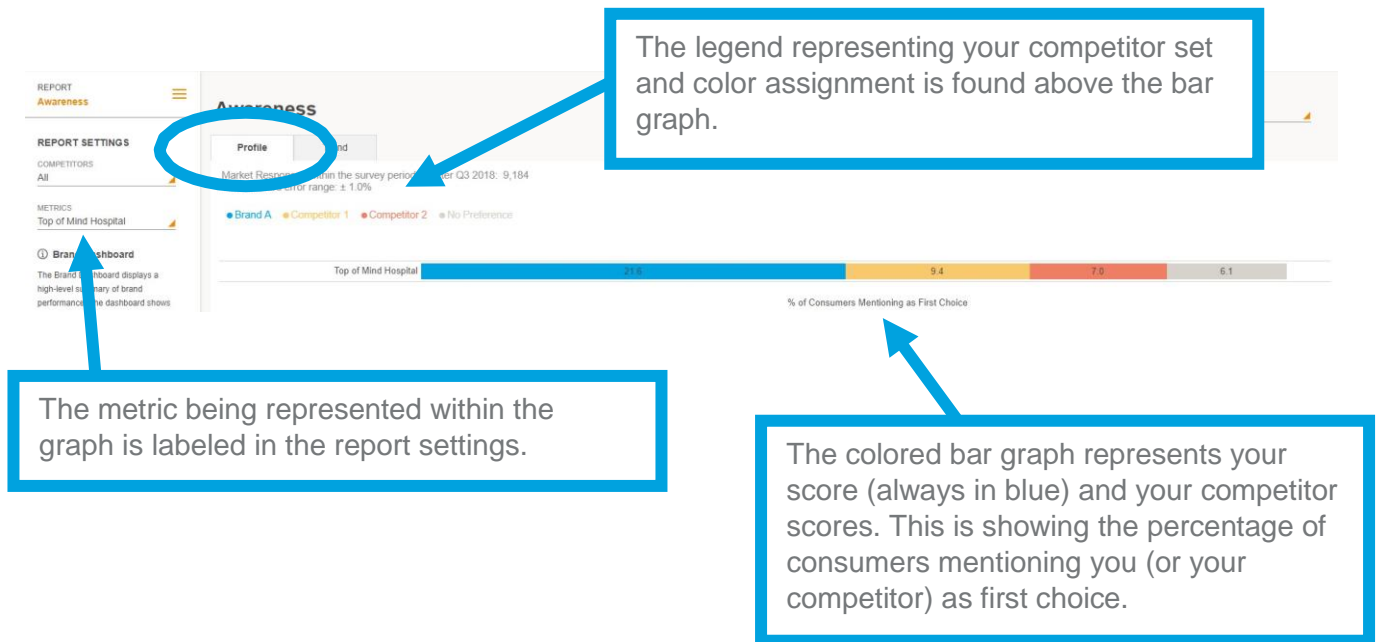 The legend representing your competitor set
and color assignment is found above the bar
graph.
REPORT
Awareness
Awareness
REPORT SETTINGS
COMPETITORS
All
METRICS
Top of Mind Hospital
Profile
Market the survey period Q3 2018: 9,184
error range: ± 1.0%
Brand A Competitor 1 Competitor 2 No Preference
The Brand displays a
high-level of brand
dashboard shows
Top of Mind Hospital 21.6 9.4 7.0 6.1
% of Consumers Mentioning as First Choice
The metric being represented within the
graph is labeled in the report settings.
The colored bar graph represents your
score (always in blue) and your competitor
scores. This is showing the percentage of
consumers mentioning you (or your
competitor) as first choice.